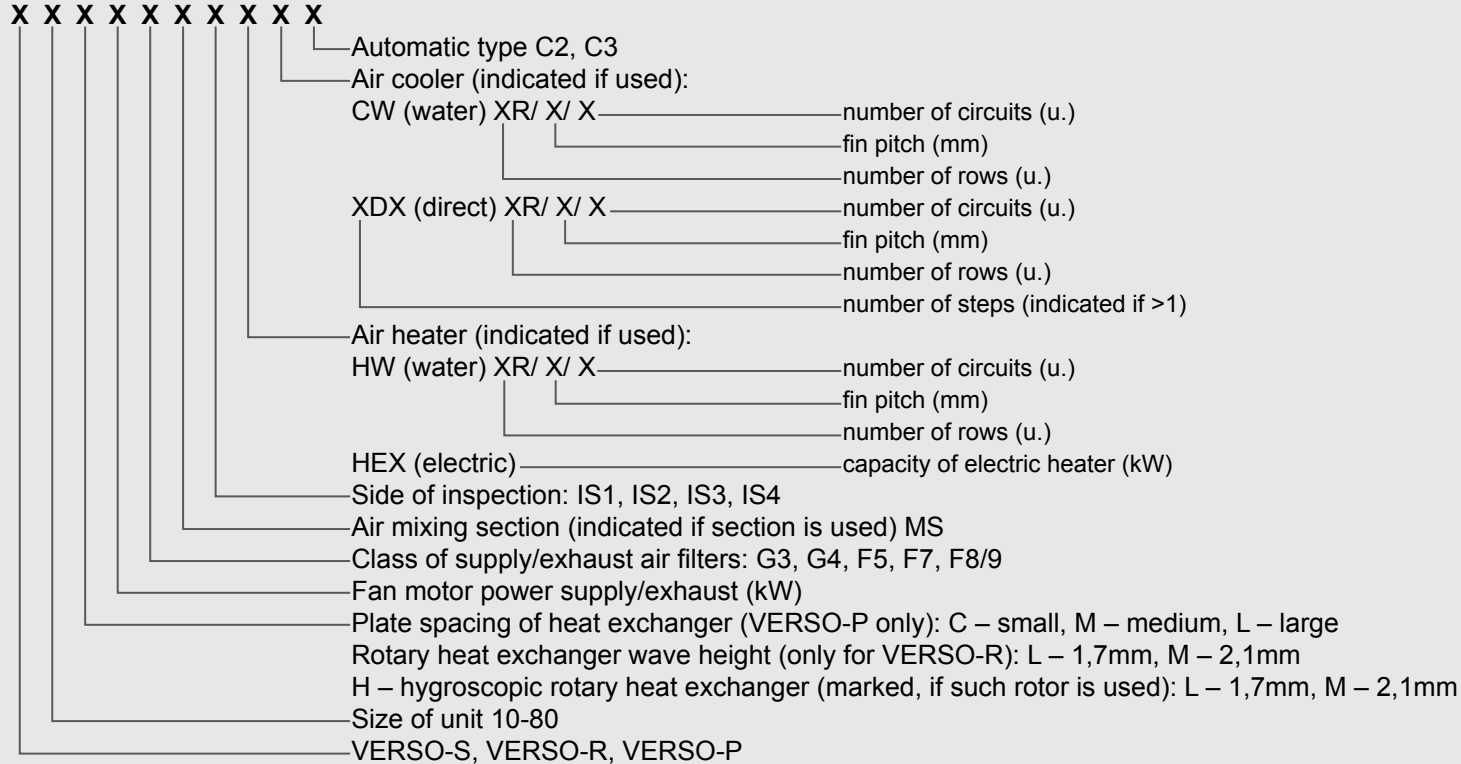 X X X X X X X X X X
Automatic type C2, C3
Air cooler (indicated if used):
CW (water) XR/ X/ X number of circuits (u.)
fin pitch (mm)
number of rows (u.)
XDX (direct) XR/ X/ X number of circuits (u.)
fin pitch (mm)
number of rows (u.)
number of steps (indicated if >1)
Air heater (indicated if used):
HW (water) XR/ X/ X number of circuits (u.)
fin pitch (mm)
number of rows (u.)
HEX (electric) capacity of electric heater (kW)
Side of inspection: IS1, IS2, IS3, IS4
Air mixing section (indicated if section is used) MS
Class of supply/exhaust air filters: G3, G4, F5, F7, F8/9
Fan motor power supply/exhaust (kW)
Plate spacing of heat exchanger (VERSO-P only): C – small, M – medium, L – large
Rotary heat exchanger wave height (only for VERSO-R): L – 1,7mm, M – 2,1mm
H – hygroscopic rotary heat exchanger (marked, if such rotor is used): L – 1,7mm, M – 2,1mm
Size of unit 10-80
VERSO-S, VERSO-R, VERSO-P